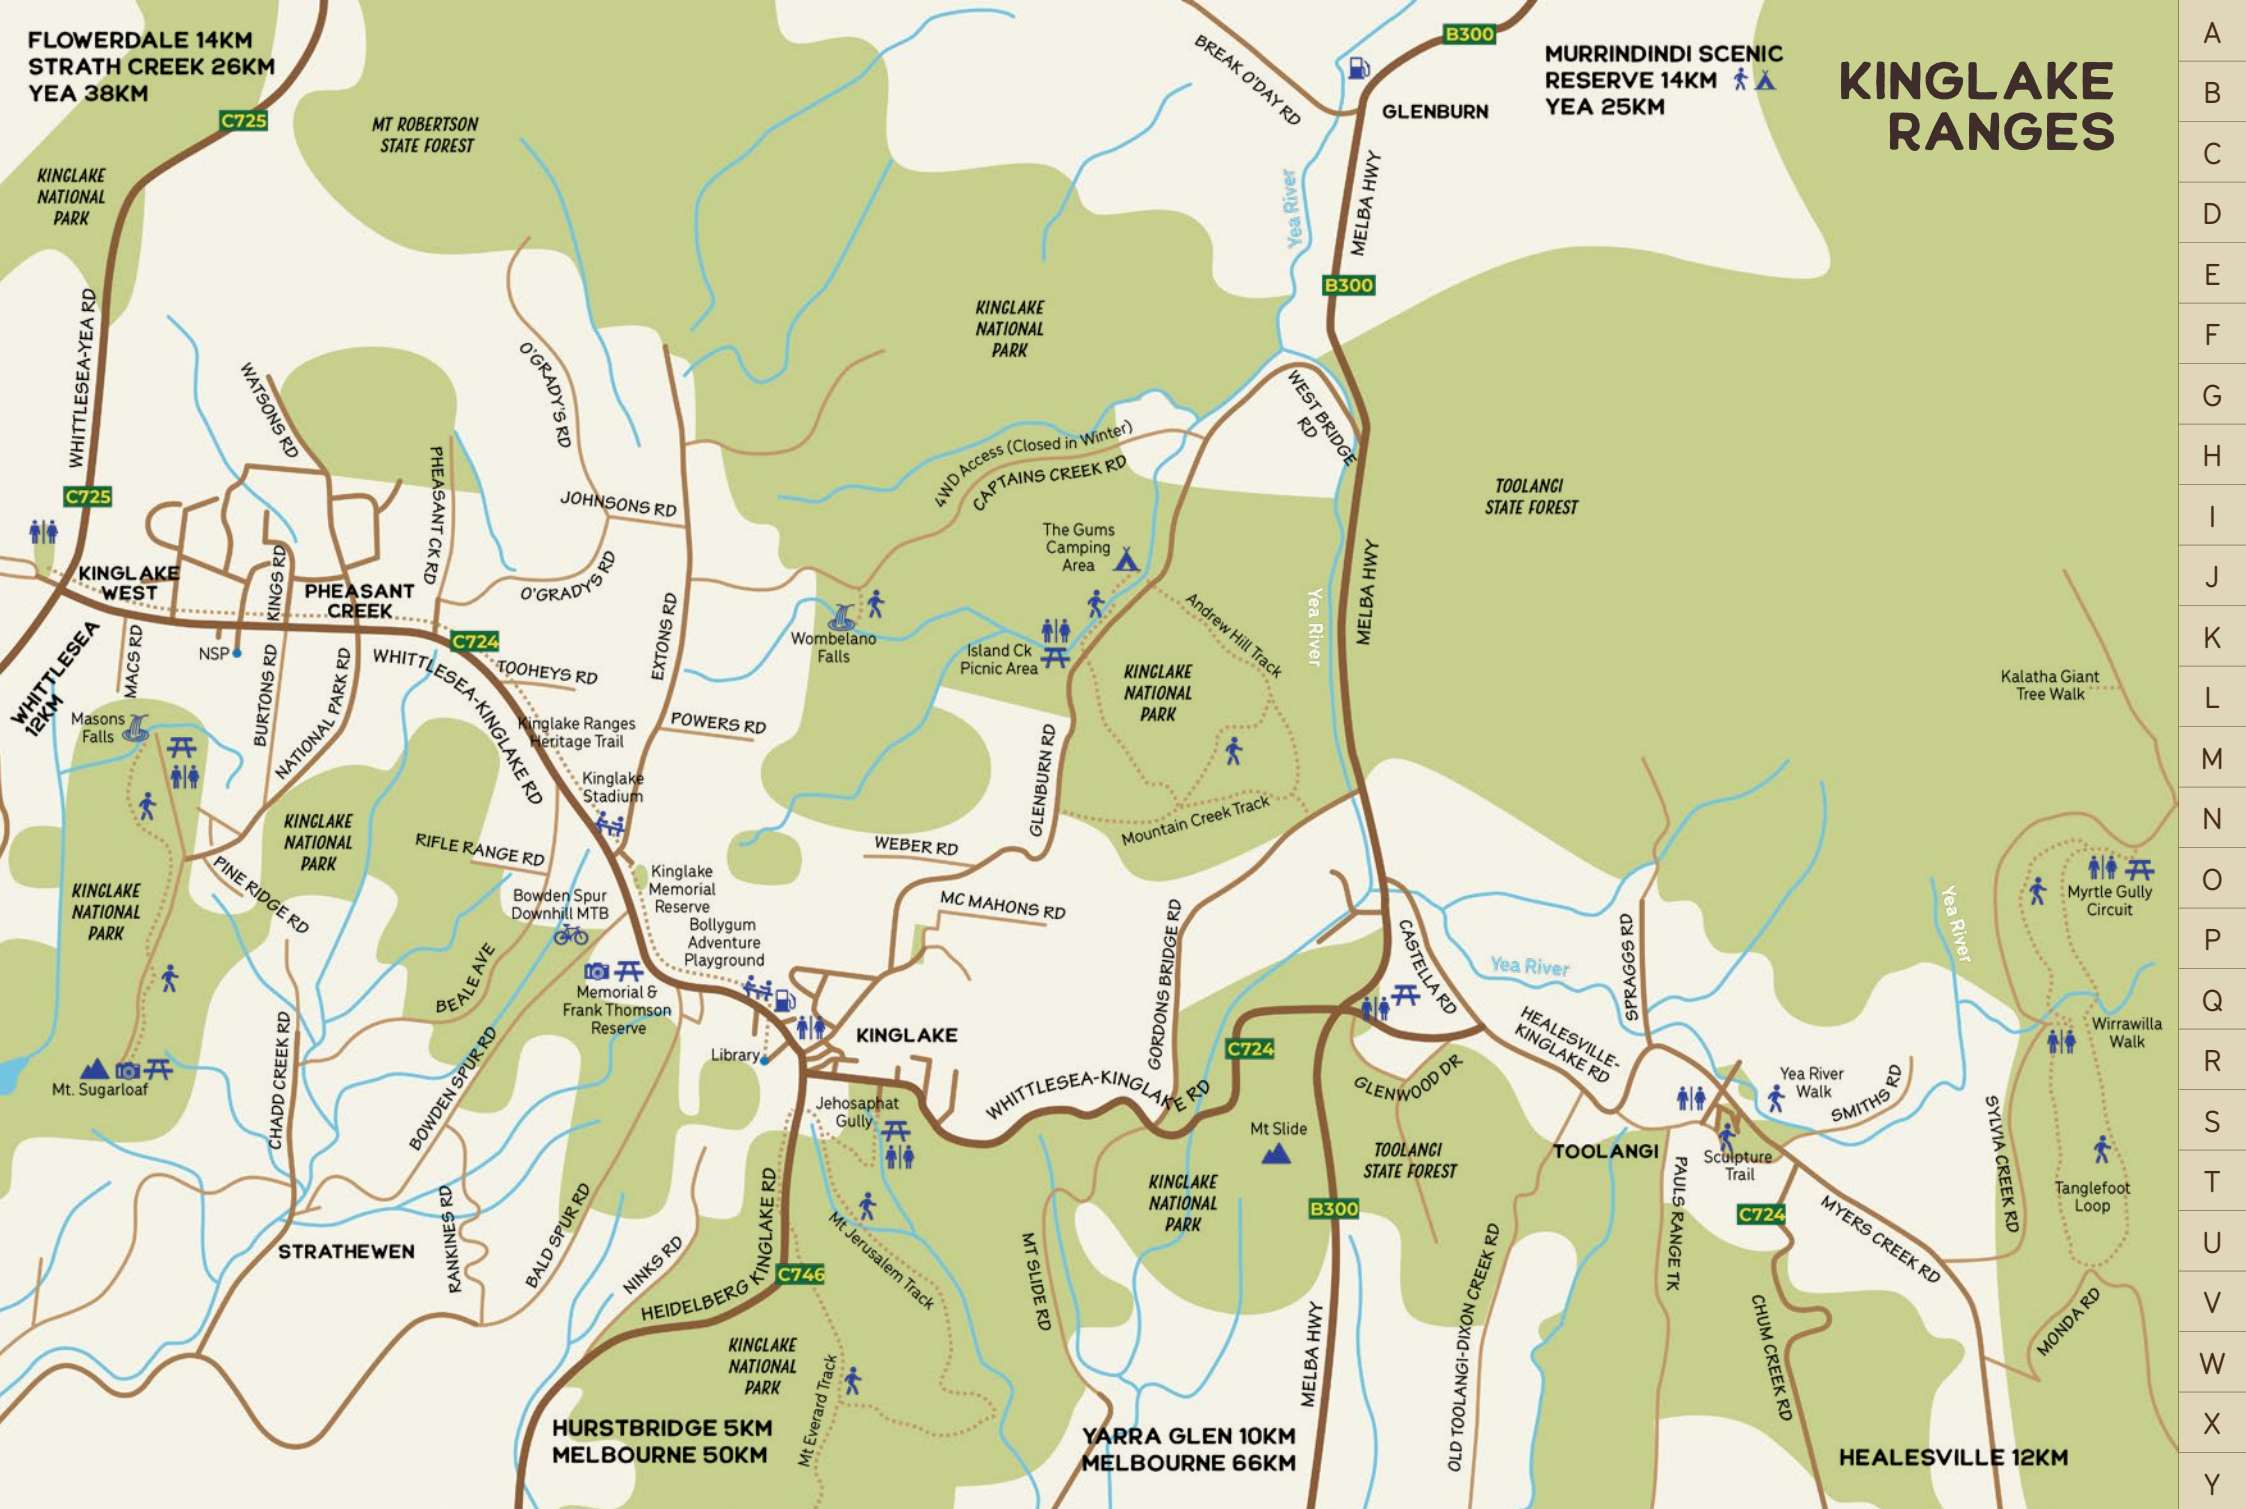 FLOWERDALE 14KM
STRATH CREEK 26KM
YEA 38KM
C725
MT ROBERTSON
STATE FOREST
KINGLAKE
NATIONAL
PARK
BREAK O'DAY RD
B300
GLENBURN
MURRINDINDI SCENIC
RESERVE 14KM
YEA 25KM
KINGLAKE
RANGES
Yea River
MELBA HWY
B300
KINGLAKE
NATIONAL
PARK
WHITTLESEA-YEA RD
WATSONS RD
O'GRADY'S RD
PHEASANT CK RD
JOHNSONS RD
C725
WEST BRIDGE
RD
4WD Access (Closed in Winter)
CAPTAINS CREEK RD
TOOLANGI
STATE FOREST
The Gums
Camping
Area
KINGLAKE
WEST
KINGS RD
PHEASANT
CREEK
O'GRADYS RD
EXTONS RD
C724
Andrew Hill Track
Yea River
MELBA HWY
WHITTLESEA
12KM
MACS RD
NSP
BURTONS RD
NATIONAL PARK RD
WHITTLESEA-KINGLAKE RD
TOOHEYS RD
Wombelano
Falls
Island Ck
Picnic Area
KINGLAKE
NATIONAL
PARK
Kalatha Giant
Tree Walk
Masons
Falls
Kinglake Ranges
Heritage Trail
POWERS RD
Kinglake
Stadium
GLENBURN RD
Mountain Creek Track
KINGLAKE
NATIONAL
PARK
RIFLE RANGE RD
WEBER RD
PINE RIDGE RD
KINGLAKE
NATIONAL
PARK
Bowden Spur
Downhill MTB
Kinglake
Memorial
Reserve
Bollygum
Adventure
Playground
MC MAHONS RD
GORDONS BRIDGE RD
CASTELLA RD
SPRAGGS RD
Yea River
Yea River
Myrtle Gully
Circuit
BEALE AVE
Memorial &
Frank Thomson
Reserve
KINGLAKE
Library
HEALESVILLE-
KINGLAKE RD
Wirrawilla
Walk
Mt. Sugarloaf
CHADD CREEK RD
BOWDEN SPUR RD
Jehosaphat
Gully
WHITTLESEA-KINGLAKE RD
C724
GLENWOOD DR
Yea River
Walk
SMITHS RD
Mt Slide
TOOLANGI
STATE FOREST
TOOLANGI
Sculpture
Trail
SYLVIA CREEK RD
Tanglefoot
Loop
STRATHEWEN
RANKINES RD
BALD SPUR RD
NINKS RD
HEIDELBERG KINGLAKE RD
C746
Mt Jerusalem Track
KINGLAKE
NATIONAL
PARK
B300
C724
MYERS CREEK RD
PAULS RANGE TK
MT SLIDE RD
MELBA HWY
OLD TOOLANGI-DIXON CREEK RD
CHUM CREEK RD
MONDA RD
KINGLAKE
NATIONAL
PARK
Mt Everard Track
HURSTBRIDGE 5KM
MELBOURNE 50KM
YARRA GLEN 10KM
MELBOURNE 66KM
HEALESVILLE 12KM
A
B
C
D
E
F
G
H
I
J
K
L
M
N
O
P
Q
R
S
T
U
V
W
X
Y